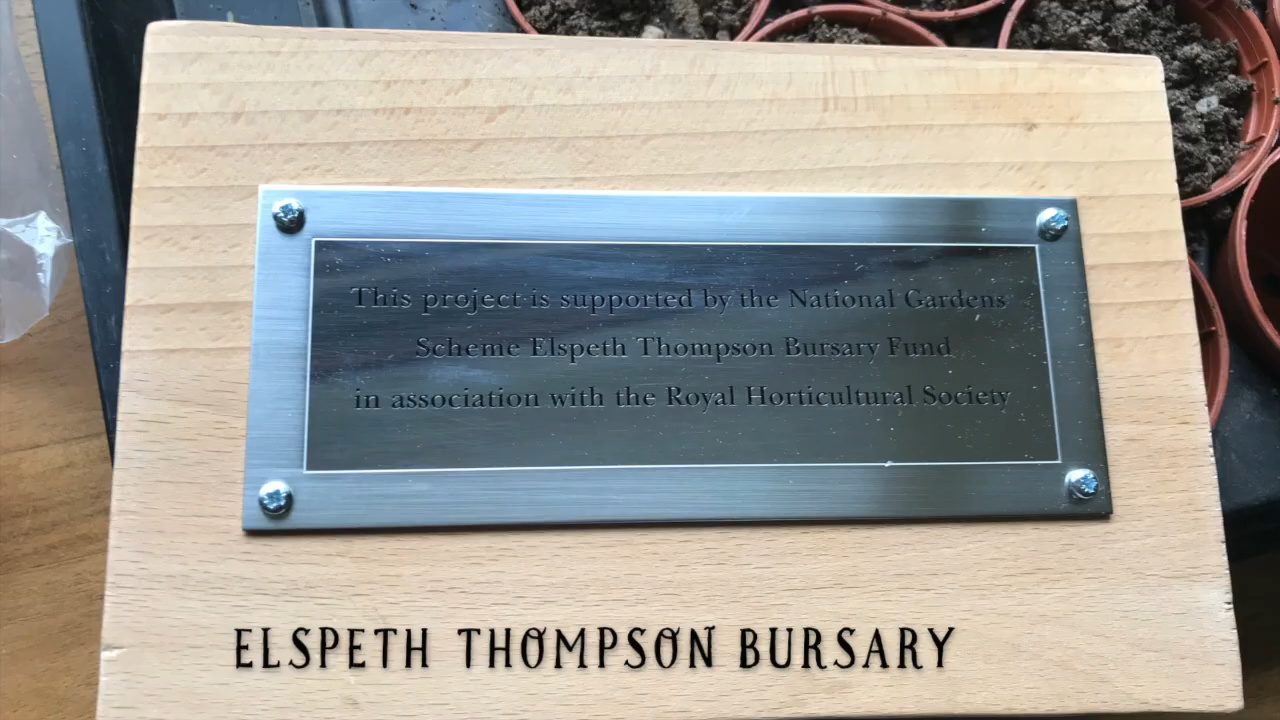 This project is supported by the National Gardens
Scheme Elspeth Thompson Bursary Fund
in association with the Royal Horticultural Society
ELSPETH THOMPSON BURSARY